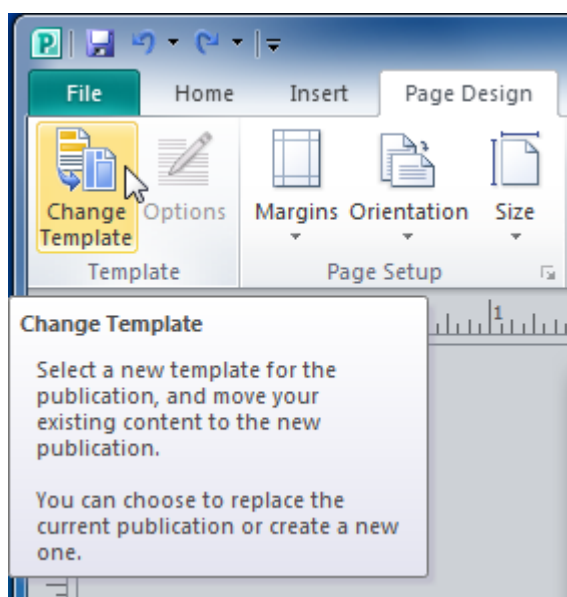 P
File Home Insert Page Design
Change Options Margins Orientation Size
Template
Template Page Setup
1
Change Template
Select a new template for the
publication, and move your
existing content to the new
publication.
You can choose to replace the
current publication or create a new
one.